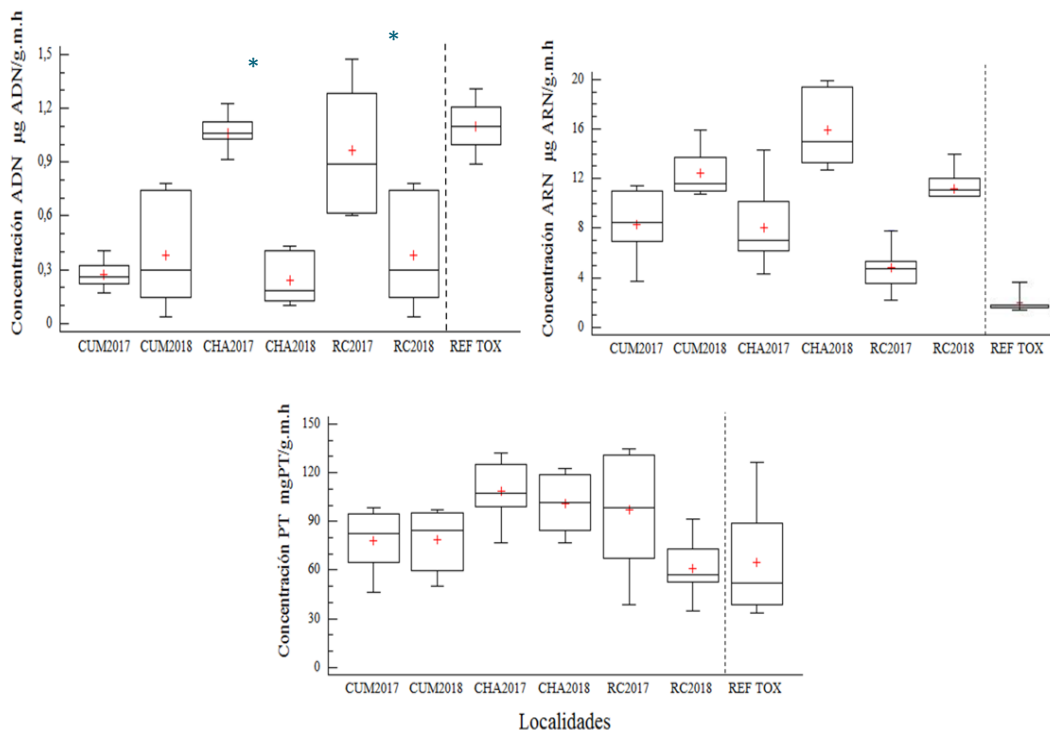 Concentración ADN µg ADN/g.m.h
1,5
1,2
0,9
0,6
0,3
0
*
*
CUM2017 CUM2018 CHA2017 CHA2018 RC2017 RC2018 REF TOX
Concentración ARN µg ARN/g.m.h
20
16
12
8
4
0
CUM2017 CUM2018 CHA2017 CHA2018 RC2017 RC2018 REF TOX
Concentración PT mgPT/g.m.h
150
120
90
60
30
0
CUM2017 CUM2018 CHA2017 CHA2018 RC2017 RC2018 REF TOX
Localidades